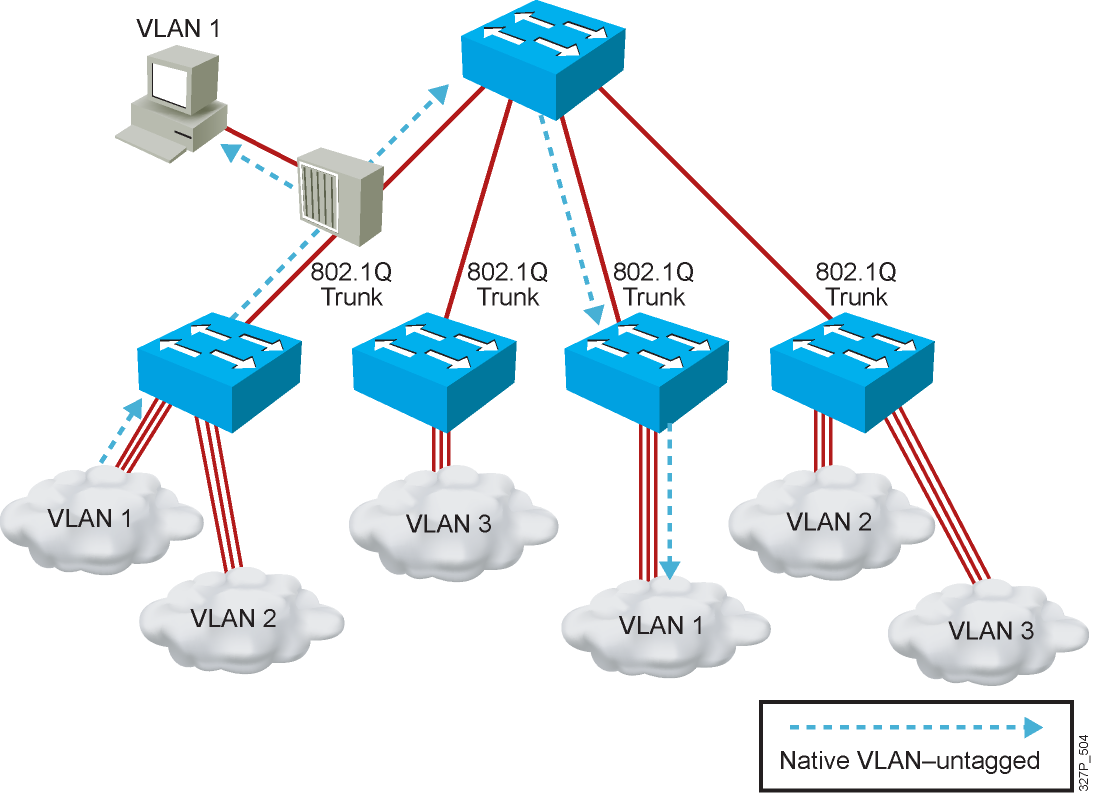 VLAN 1
802.1Q
Trunk
802.1Q
Trunk
802.1Q
Trunk
802.1Q
Trunk
VLAN 1
VLAN 2
VLAN 3
VLAN 1
VLAN 2
VLAN 3
Native VLAN–untagged
327P_504